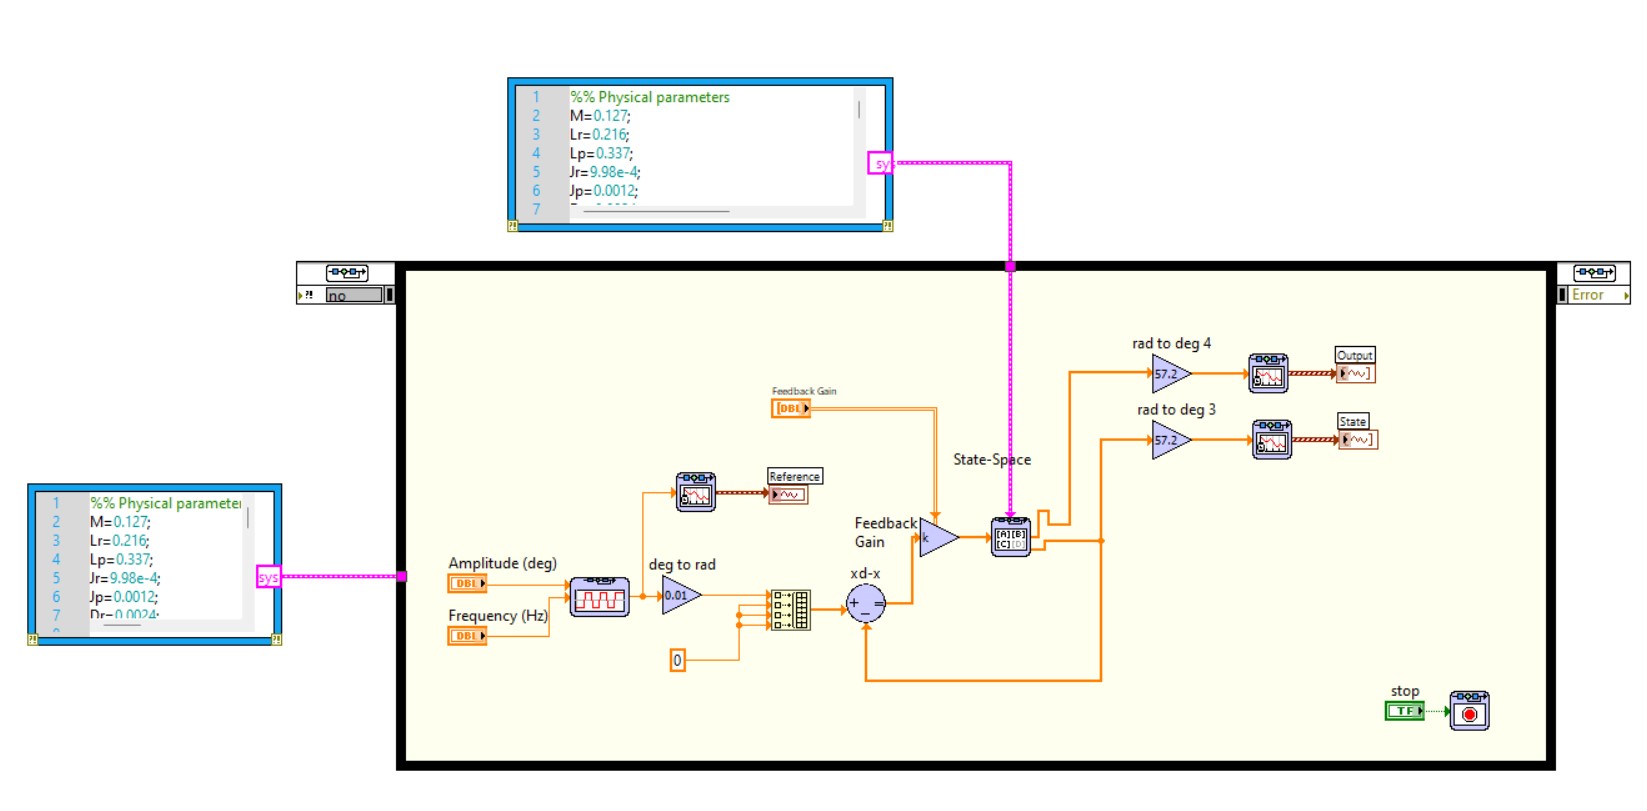 1 %% Physical parameters
2 M=0.127;
3 Lr=0.216;
4 Lp=0.337;
5 Jr=9.98e-4;
6 Jp=0.0012;
7
sys
?! no
Error
rad to deg 4
57.2
Output
rad to deg 3
57.2
State
Feedback Gain
[DBL]
State-Space
[A][B]
[C][D]
Reference
Feedback
Gain
k
1 %% Physical parameter
2 M=0.127;
3 Lr=0.216;
4 Lp=0.337;
5 Jr=9.98e-4;
6 Jp=0.0012;
7 Dr=0.0024;
8
sys
Amplitude (deg)
DBL
Frequency (Hz)
DBL
deg to rad
0.01
0
xd-x
+ − =
stop
TF